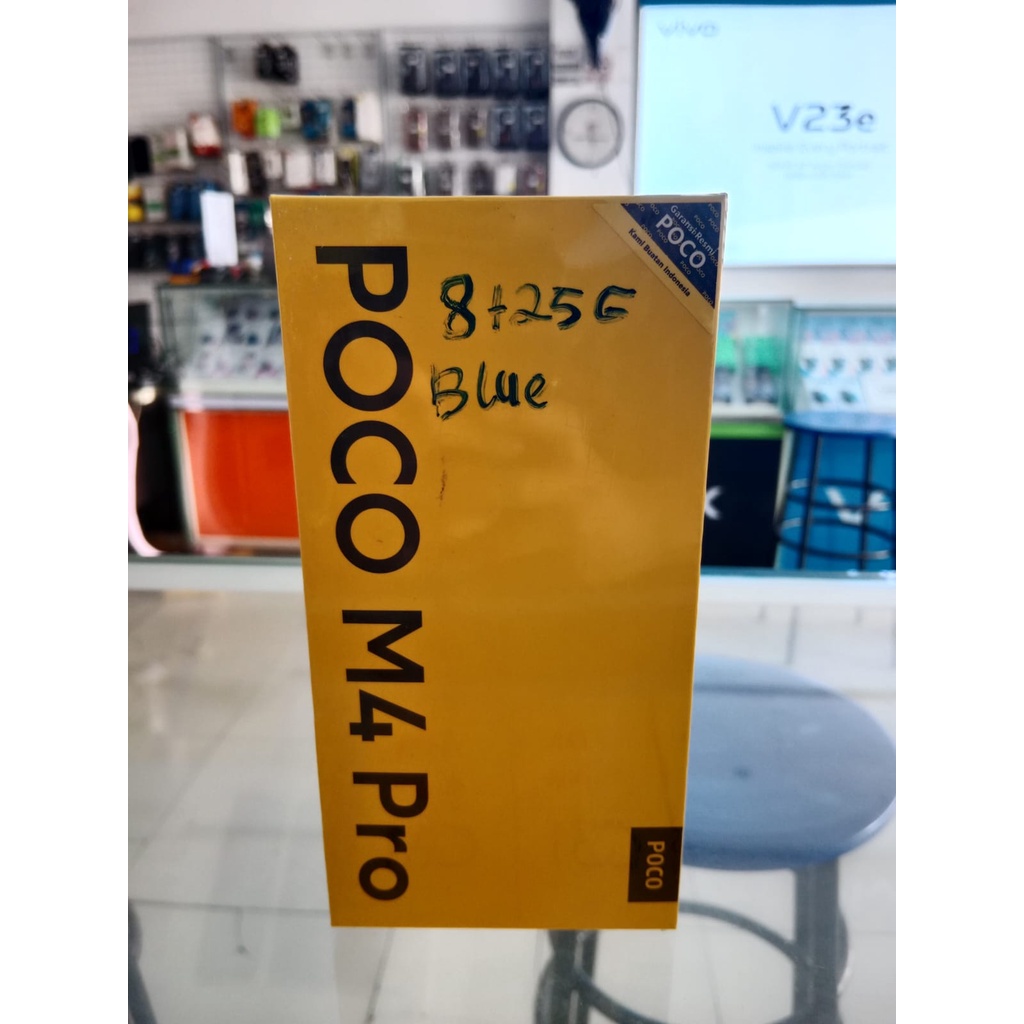 POCO M4 Pro
8+256
Blue
Garansi Resmi
POCO
Kami Buatan Indonesia
POCO
vivo
V23e